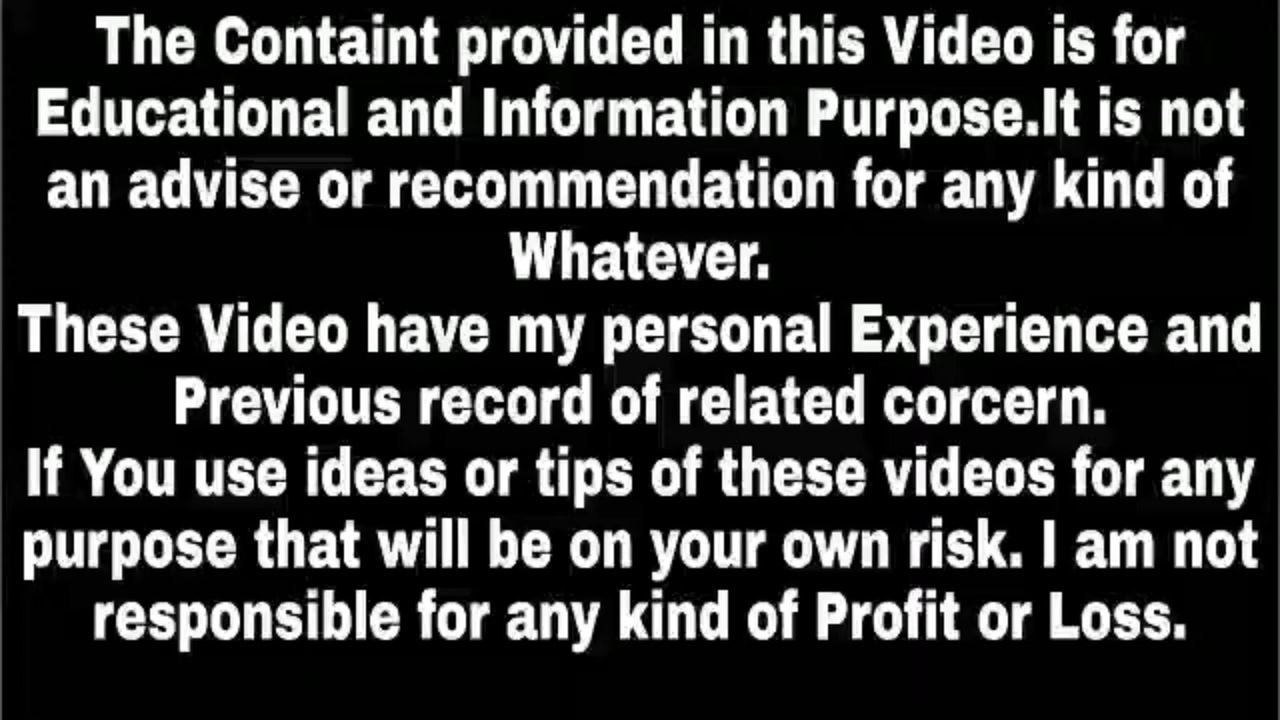 The Containt provided in this Video is for
Educational and Information Purpose.It is not
an advise or recommendation for any kind of
Whatever.
These Video have my personal Experience and
Previous record of related corcern.
If You use ideas or tips of these videos for any
purpose that will be on your own risk. I am not
responsible for any kind of Profit or Loss.